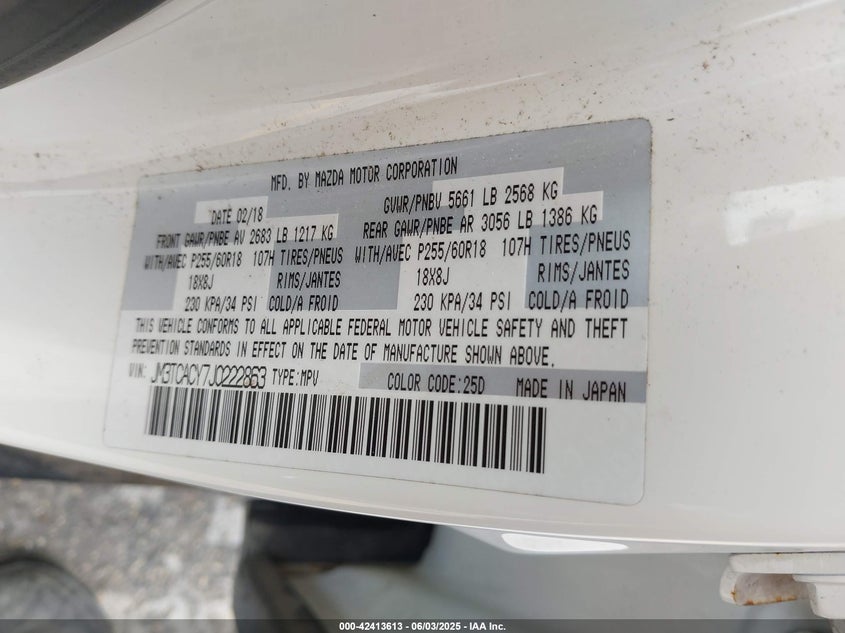 MFD. BY MAZDA MOTOR CORPORATION
DATE 02/18 GVWR/PNBV 5661 LB 2568 KG
FRONT GAWR/PNBE AV 2683 LB 1217 KG REAR GAWR/PNBE AR 3056 LB 1386 KG
WITH/AVEC P255/60R18 107H TIRES/PNEUS WITH/AVEC P255/60R18 107H TIRES/PNEUS
18X8J RIMS/JANTES 18X8J RIMS/JANTES
230 KPA/34 PSI COLD/A FROID 230 KPA/34 PSI COLD/A FROID
THIS VEHICLE CONFORMS TO ALL APPLICABLE FEDERAL MOTOR VEHICLE SAFETY AND THEFT
PREVENTION STANDARDS IN EFFECT ON THE DATE OF MANUFACTURE SHOWN ABOVE.
VIN: JM3TCACY7J0222853 TYPE:MPV COLOR CODE:25D MADE IN JAPAN
000-42413613 - 06/03/2025 - IAA Inc.